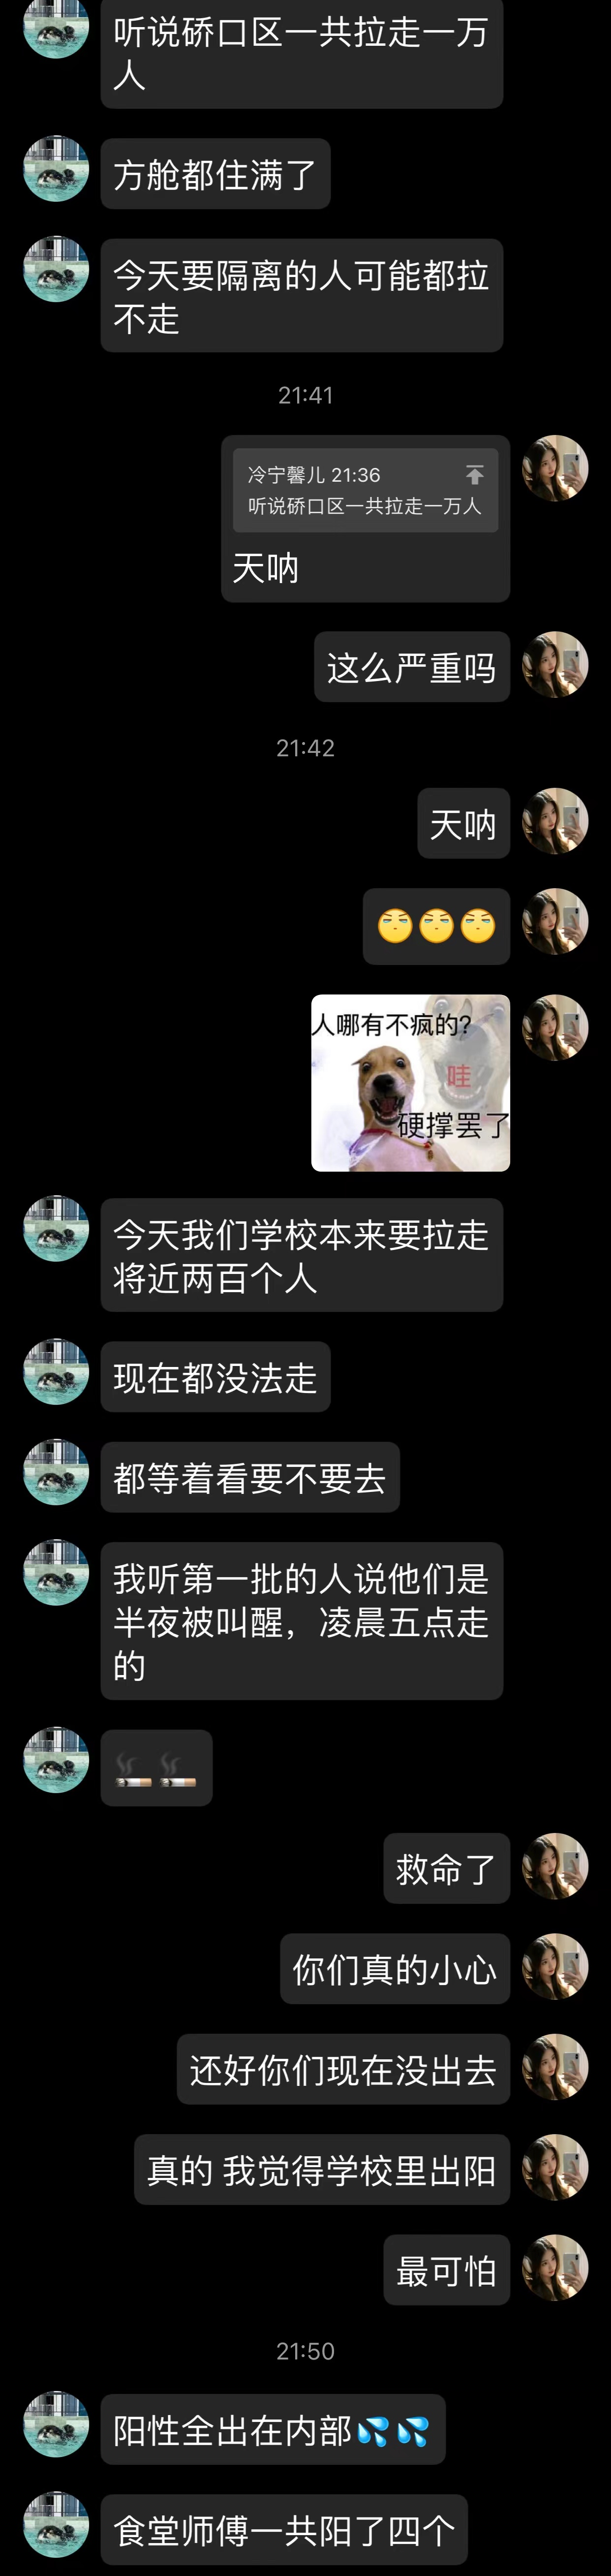 听说硚口区一共拉走一万
人
方舱都住满了
今天要隔离的人可能都拉
不走
21:41
冷宁馨儿 21:36
听说硚口区一共拉走一万人
天呐
这么严重吗
21:42
天呐
人哪有不疯的?
哇
硬撑罢了
今天我们学校本来要拉走
将近两百个人
现在都没法走
都等着看要不要去
我听第一批的人说他们是
半夜被叫醒，凌晨五点走
的
救命了
你们真的小心
还好你们现在没出去
真的 我觉得学校里出阳
最可怕
21:50
阳性全出在内部💦💦
食堂师傅一共阳了四个